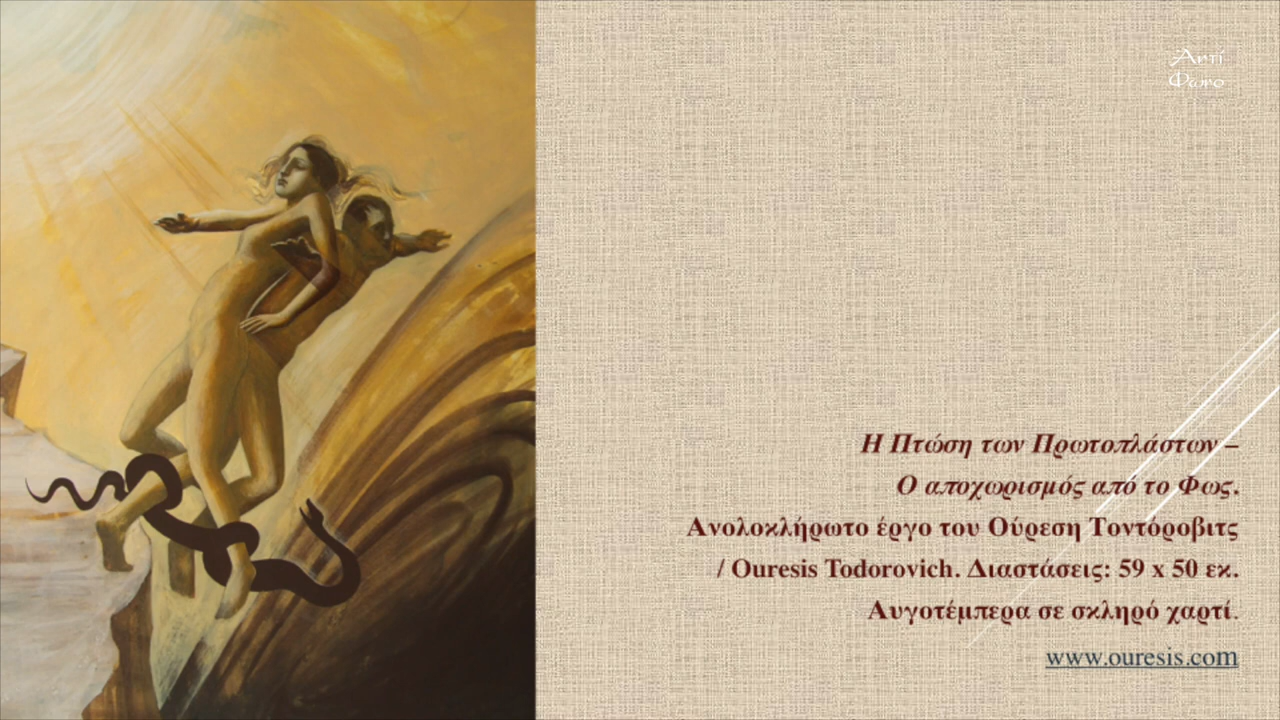 Αντί
Φωνο
Η Πτώση των Πρωτοπλάστων –
Ο αποχωρισμός από το Φως.
Ανολοκλήρωτο έργο του Ούρεση Τοντόροβιτς
/ Ouresis Todorovich. Διαστάσεις: 59 x 50 εκ.
Αυγοτέμπερα σε σκληρό χαρτί.
www.ouresis.com